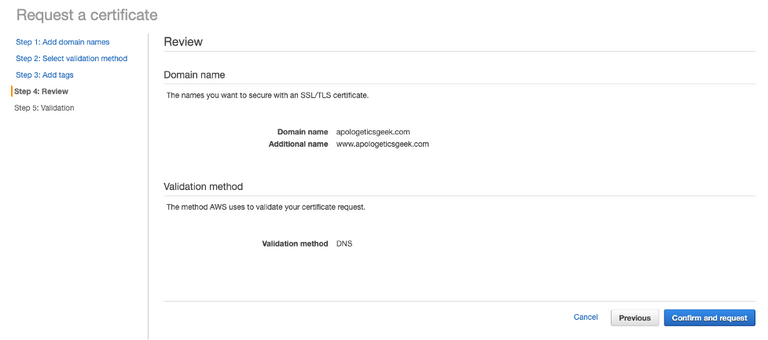 Request a certificate
Step 1: Add domain names
Step 2: Select validation method
Step 3: Add tags
Step 4: Review
Step 5: Validation
Review
Domain name
The names you want to secure with an SSL/TLS certificate.
Domain name apologeticsgeek.com
Additional name www.apologeticsgeek.com
Validation method
The method AWS uses to validate your certificate request.
Validation method DNS
Cancel Previous Confirm and request